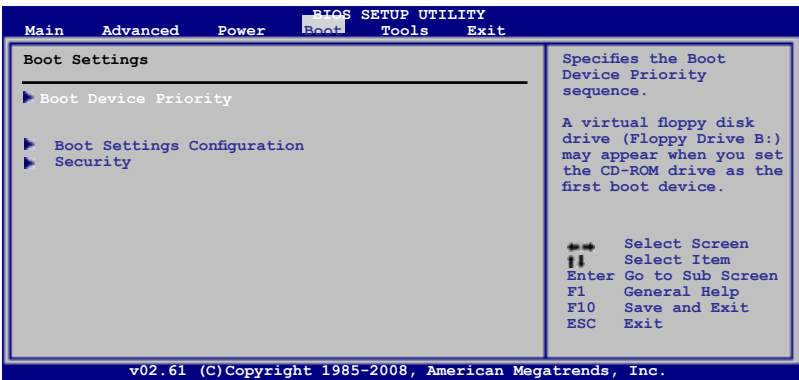 BIOS SETUP UTILITY
Main Advanced Power Boot Tools Exit
Boot Settings
Boot Device Priority
Boot Settings Configuration
Security
Specifies the Boot
Device Priority
sequence.
A virtual floppy disk
drive (Floppy Drive B:)
may appear when you set
the CD-ROM drive as the
first boot device.
Select Screen
Select Item
Enter Go to Sub Screen
F1 General Help
F10 Save and Exit
ESC Exit
v02.61 (C)Copyright 1985-2008, American Megatrends, Inc.